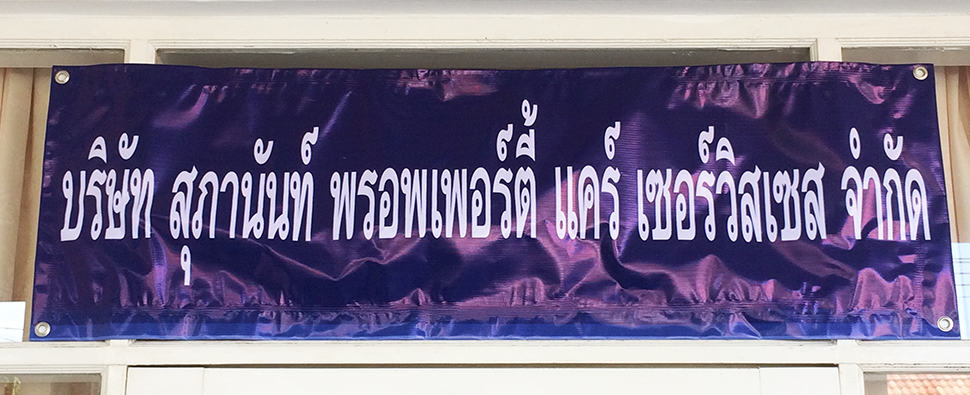 บริษัท สุภานันท์ พรอพเพอร์ตี้ แคร์ เซอร์วิสเซส จำกัด